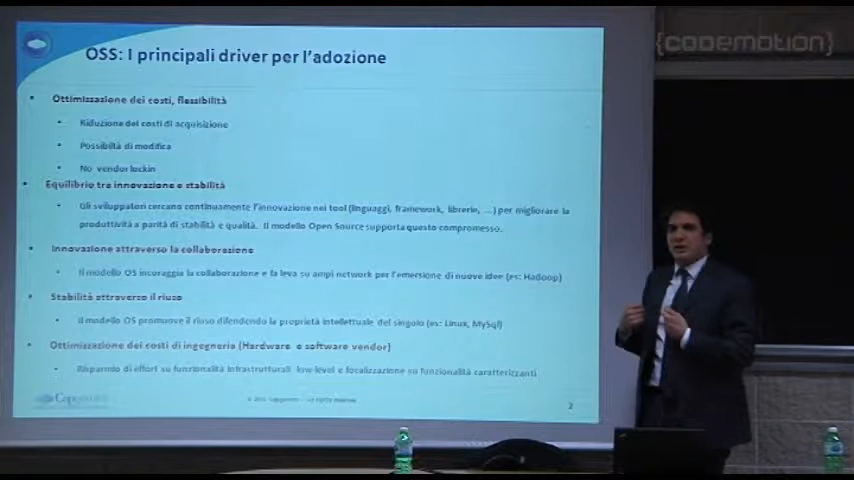 {codemotion}
OSS: I principali driver per l'adozione
Ottimizzazione dei costi, flessibilità
Riduzione dei costi di acquisizione
Possibilità di modifica
No vendor lockin
Equilibrio tra innovazione e stabilità
Gli sviluppatori cercano continuamente l'innovazione nei tool (linguaggi, framework, librerie, ...) per migliorare la
produttività a parità di stabilità e qualità. Il modello Open Source supporta questo compromesso.
Innovazione attraverso la collaborazione
Il modello OS incoraggia la collaborazione e fa leva su ampi network per l'emersione di nuove idee (es: Hadoop)
Stabilità attraverso il riuso
Il modello OS promuove il riuso difendendo la proprietà intellettuale del singolo (es: Linux, MySql)
Ottimizzazione dei costi di ingegneria (Hardware e software vendor)
Risparmio di effort su funzionalità infrastrutturali low-level e focalizzazione su funzionalità caratterizzanti
Capgemini
2